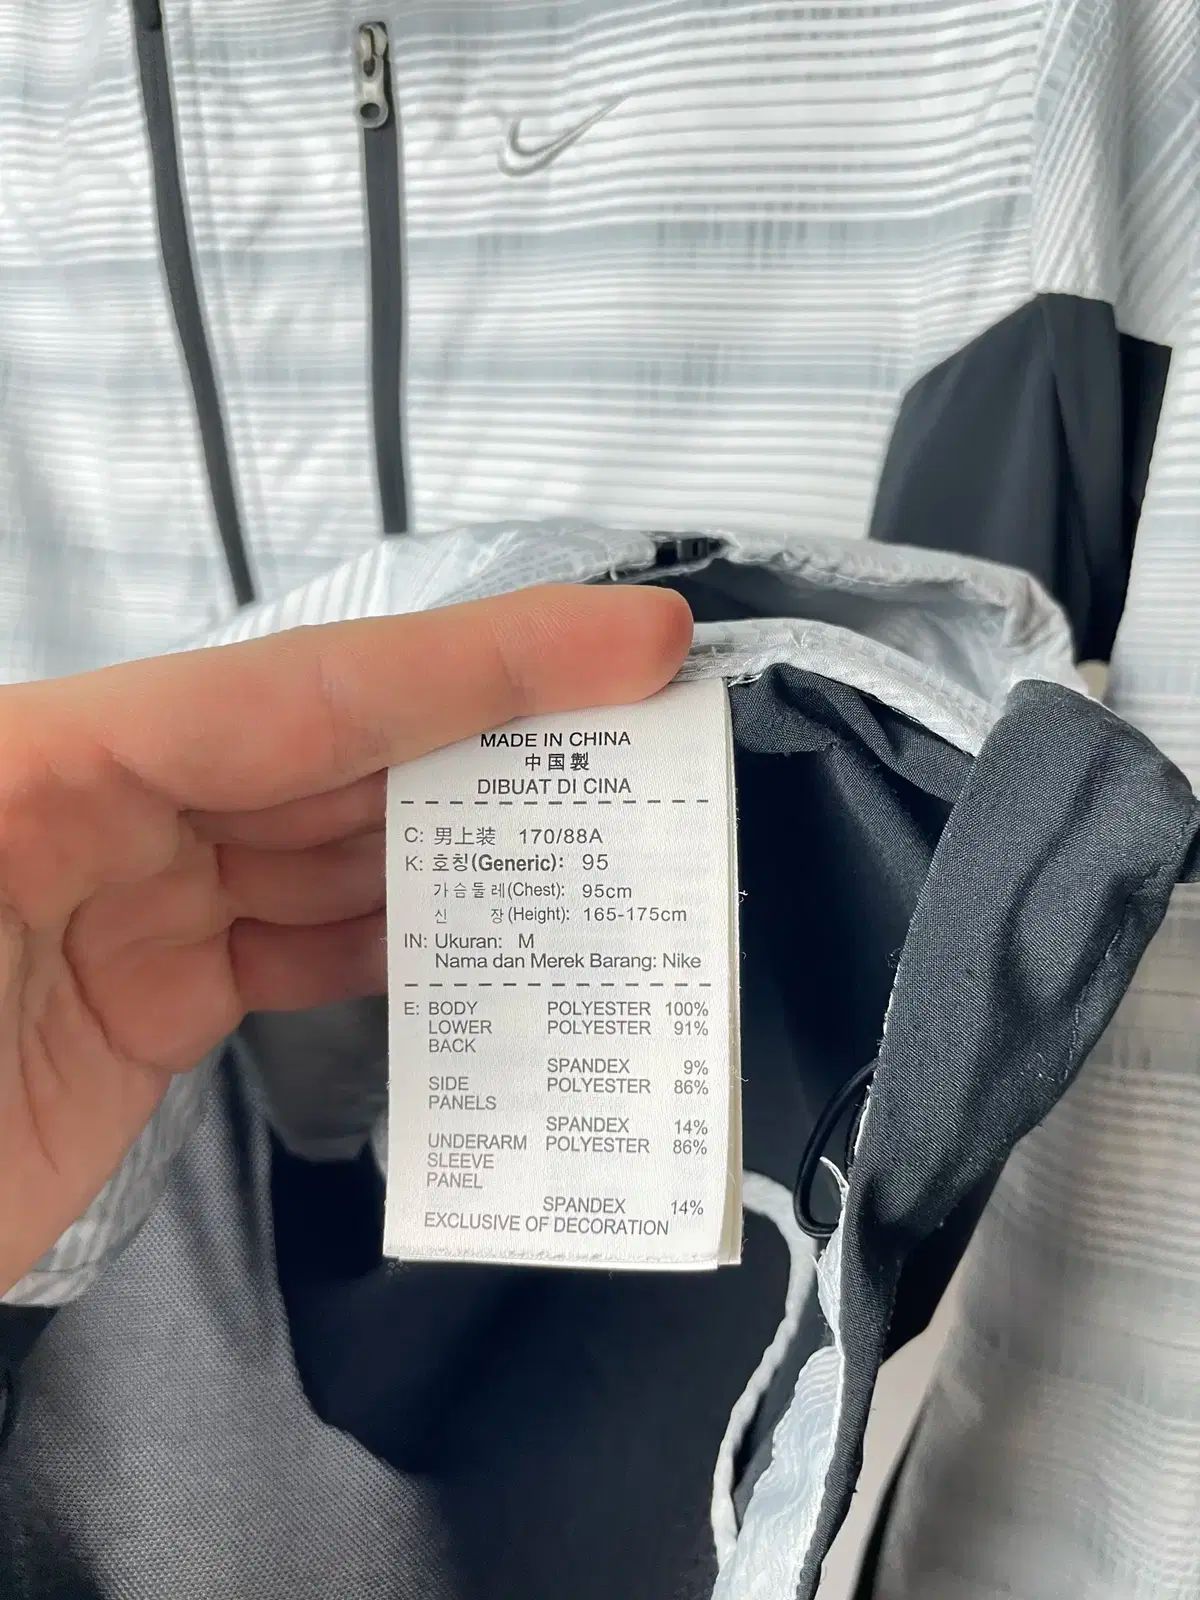 MADE IN CHINA
中国製
DIBUAT DI CINA
C: 男上装 170/88A
K: 호칭(Generic): 95
가슴둘레(Chest): 95cm
신 장(Height): 165-175cm
IN: Ukuran: M
Nama dan Merek Barang: Nike
E: BODY POLYESTER 100%
LOWER POLYESTER 91%
BACK
SPANDEX 9%
SIDE POLYESTER 86%
PANELS
SPANDEX 14%
UNDERARM POLYESTER 86%
SLEEVE
PANEL
SPANDEX 14%
EXCLUSIVE OF DECORATION